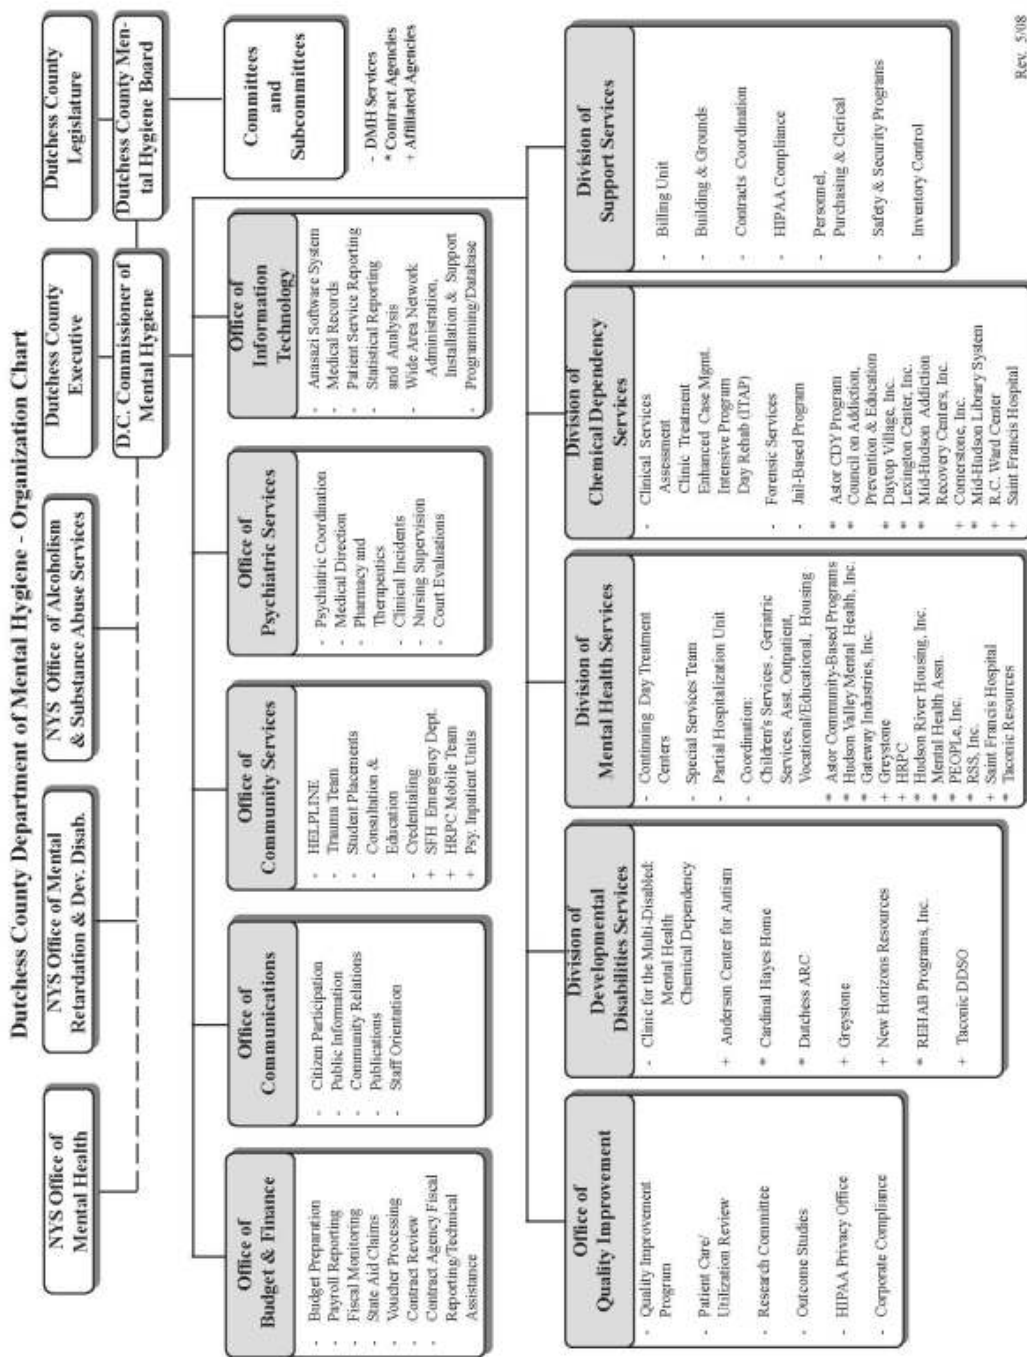 Dutchess County Department of Mental Hygiene - Organization Chart
NYS Office of
Mental Health
NYS Office of Mental
Retardation & Dev. Disab.
NYS Office of Alcoholism
& Substance Abuse Services
Dutchess County
Executive
Dutchess County
Legislature
D.C. Commissioner of
Mental Hygiene
Dutchess County Men-
tal Hygiene Board
Committees
and
Subcommittees
- DMH Services
* Contract Agencies
+ Affiliated Agencies
Office of
Budget & Finance
- Budget Preparation
- Payroll Reporting
- Fiscal Monitoring
- State Aid Claims
- Voucher Processing
- Contract Review
- Contract Agency Fiscal
Reporting/Technical
Assistance
Office of
Communications
- Citizen Participation
- Public Information
- Community Relations
- Publications
- Staff Orientation
Office of
Community Services
- HELPLINE
- Trauma Team
- Student Placements
- Consultation &
Education
- Credentialing
+ SFH Emergency Dept.
+ HRPC Mobile Team
+ Psy. Inpatient Units
Office of
Psychiatric Services
- Psychiatric Coordination
- Medical Direction
- Pharmacy and
Therapeutics
- Clinical Incidents
- Nursing Supervision
- Court Evaluations
Office of
Information
Technology
- Anasazi Software System
- Medical Records
- Patient Service Reporting
- Statistical Reporting
and Analysis
- Wide Area Network
Administration,
Installation & Support
- Programming/Database
Office of
Quality Improvement
- Quality Improvement
Program
- Patient Care/
Utilization Review
- Research Committee
- Outcome Studies
- HIPAA Privacy Office
- Corporate Compliance
Division of
Developmental
Disabilities Services
- Clinic for the Multi-Disabled:
Mental Health
Chemical Dependency
+ Anderson Center for Autism
* Cardinal Hayes Home
* Dutchess ARC
+ Greystone
+ New Horizons Resources
* REHAB Programs, Inc.
+ Taconic DDSO
Division of
Mental Health Services
- Continuing Day Treatment
Centers
- Special Services Team
- Partial Hospitalization Unit
- Coordination:
Children's Services , Geriatric
Services, Asst. Outpatient,
Vocational/Educational, Housing
* Astor Community-Based Programs
* Hudson Valley Mental Health, Inc.
* Gateway Industries, Inc.
+ Greystone
+ HRPC
* Hudson River Housing, Inc.
* Mental Health Assn.
* PEOPLe, Inc.
* RSS, Inc.
+ Saint Francis Hospital
* Taconic Resources
Division of
Chemical Dependency
Services
- Clinical Services
Assessment
Clinic Treatment
Enhanced Case Mgmt.
Intensive Program
Day Rehab (ITAP)
- Forensic Services
- Jail-Based Program
* Astor CDY Program
* Council on Addiction,
Prevention & Education
* Daytop Village, Inc.
* Lexington Center, Inc.
* Mid-Hudson Addiction
Recovery Centers, Inc.
+ Cornerstone, Inc.
* Mid-Hudson Library System
+ R.C. Ward Center
+ Saint Francis Hospital
Division of
Support Services
- Billing Unit
- Building & Grounds
- Contracts Coordination
- HIPAA Compliance
- Personnel,
Purchasing & Clerical
- Safety & Security Programs
- Inventory Control
Rev. 5/08